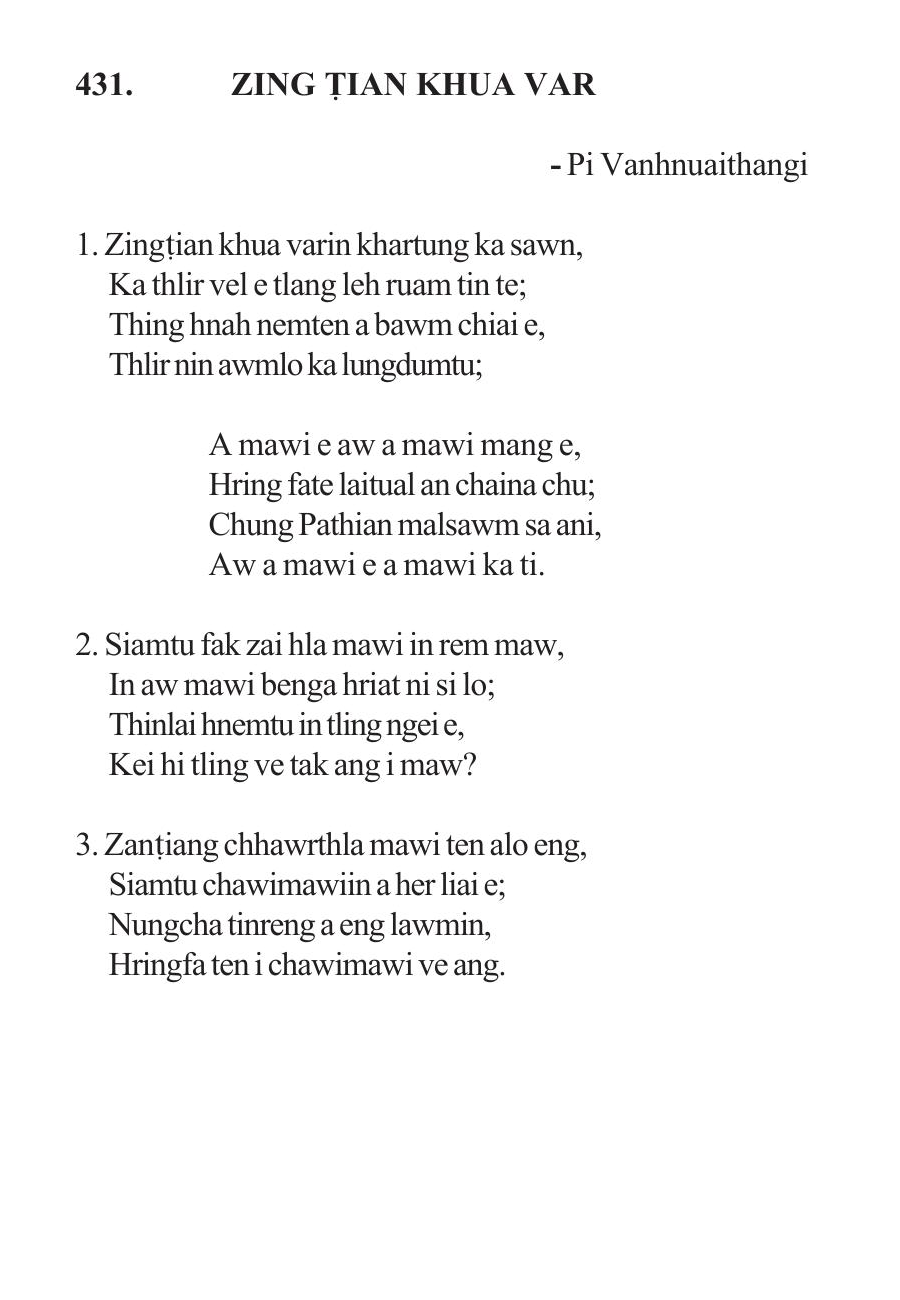 431. ZING ṬIAN KHUA VAR
- Pi Vanhnuaithangi
1. Zingṭian khua varin khartung ka sawn,
Ka thlir vel e tlang leh ruam tin te;
Thing hnah nemten a bawm chiai e,
Thlir nin awmlo ka lungdumtu;
A mawi e aw a mawi mang e,
Hring fate laitual an chaina chu;
Chung Pathian malsawm sa ani,
Aw a mawi e a mawi ka ti.
2. Siamtu fak zai hla mawi in rem maw,
In aw mawi benga hriat ni si lo;
Thinlai hnemtu in tling ngei e,
Kei hi tling ve tak ang i maw?
3. Zanṭiang chhawrthla mawi ten alo eng,
Siamtu chawimawiin a her liai e;
Nungcha tinreng a eng lawmin,
Hringfa ten i chawimawi ve ang.